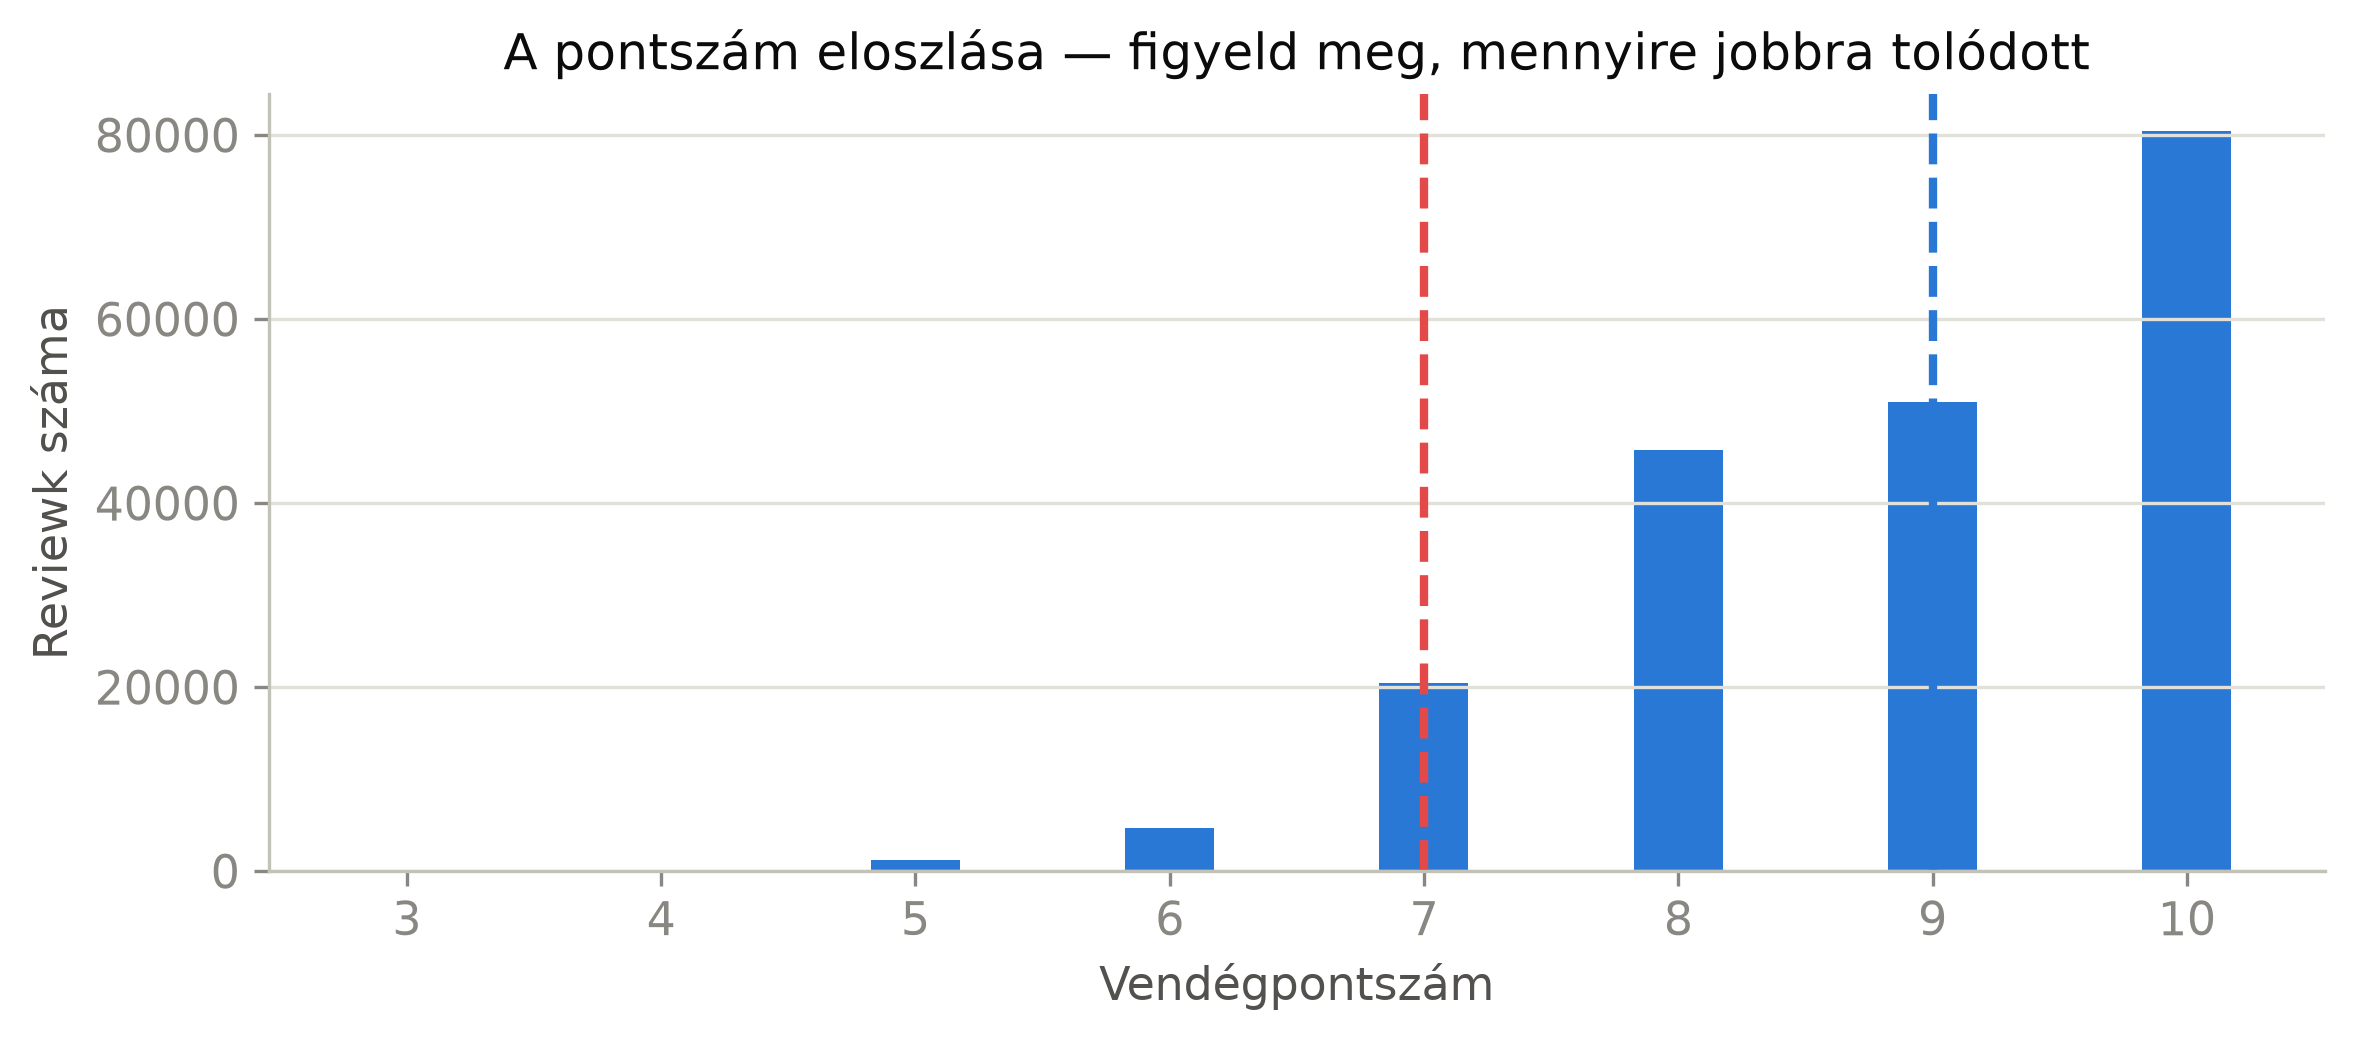 A pontszám eloszlása — figyeld meg, mennyire jobbra tolódott
Reviewk száma
80000
60000
40000
20000
0
3 4 5 6 7 8 9 10
Vendégpontszám